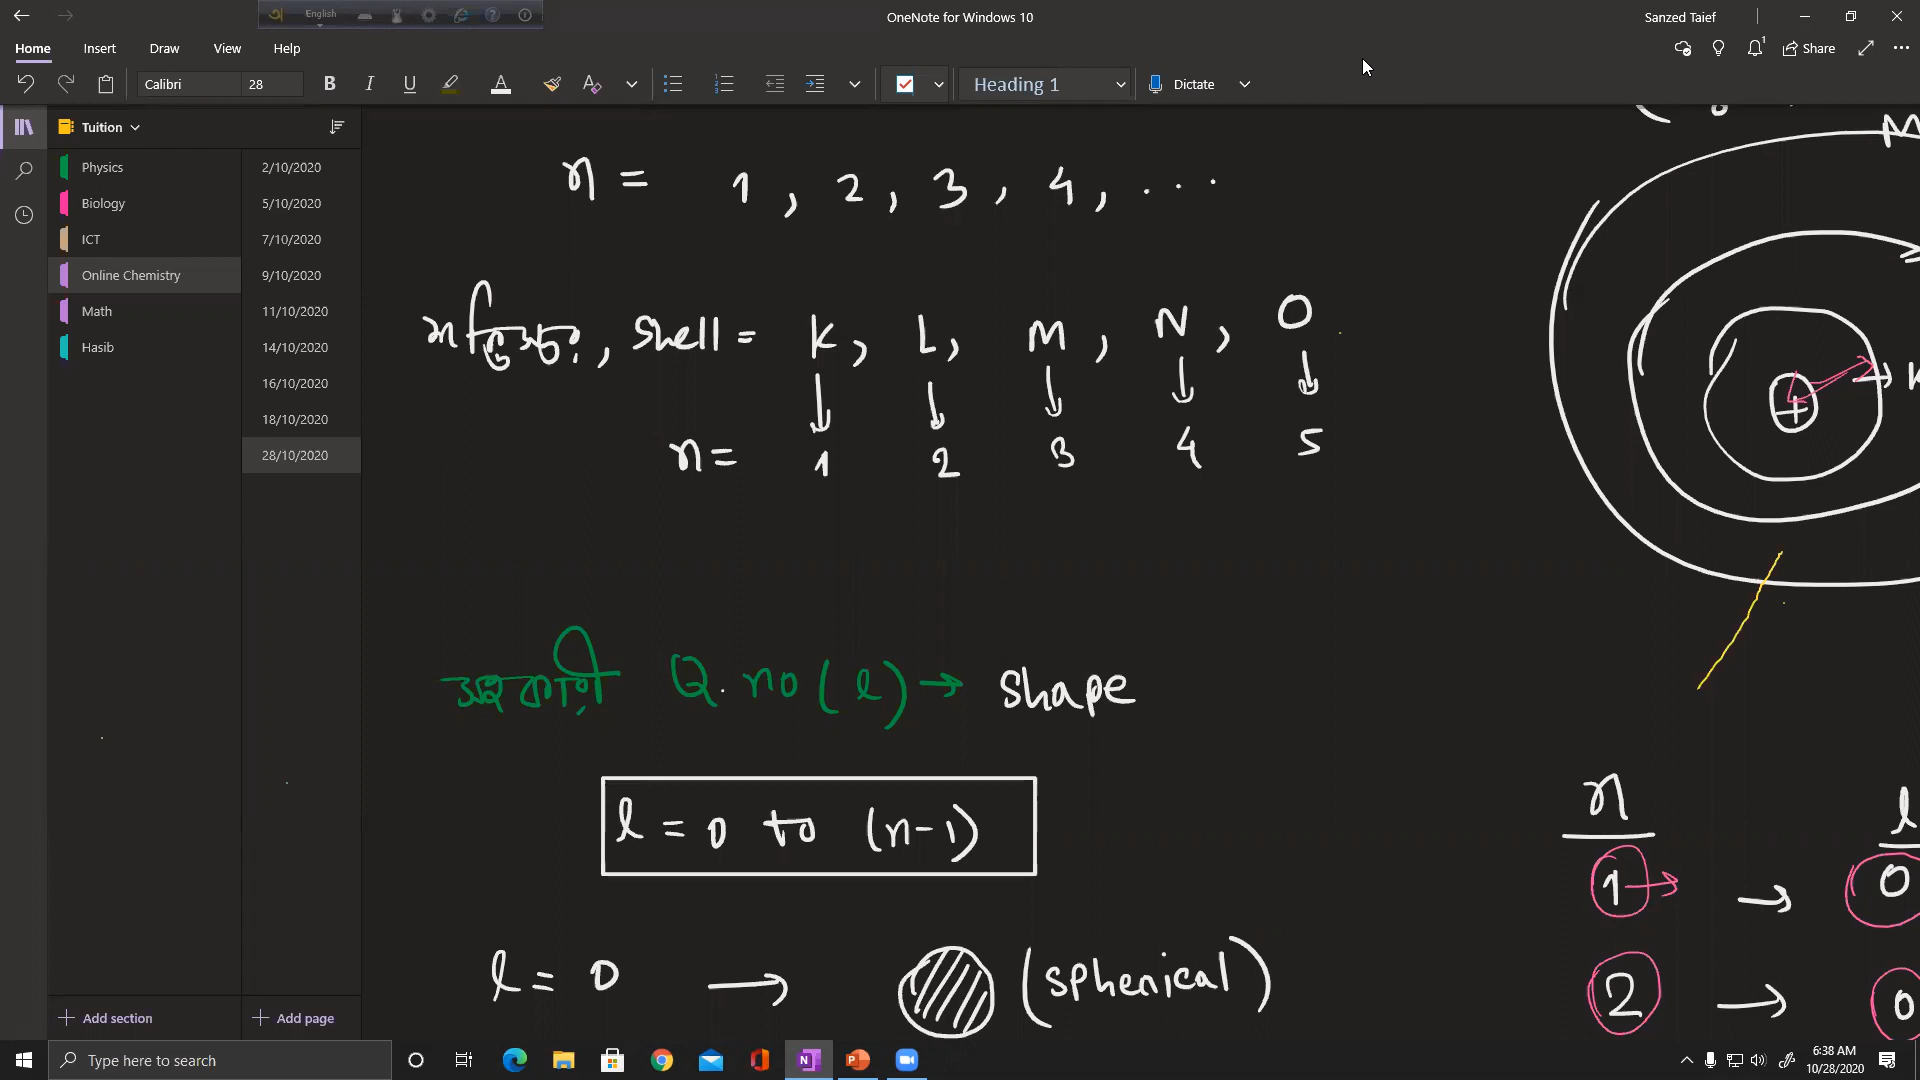 English
OneNote for Windows 10
Sanzed Taief
Home Insert Draw View Help
1
Share
Calibri 28 B I U A Heading 1 Dictate
Tuition
Physics
Biology
ICT
Online Chemistry
Math
Hasib
2/10/2020
5/10/2020
7/10/2020
9/10/2020
11/10/2020
14/10/2020
16/10/2020
18/10/2020
28/10/2020
n = 1, 2, 3, 4, ...
shell = K, L, M, N, O
n = 1 2 3 4 5
সহকারী Q. no (l) → shape
l = 0 to (n-1)
l = 0 → (spherical)
M
+
n l
1 → 0
2 → 0
Add section
Add page
Type here to search
6:38 AM
10/28/2020